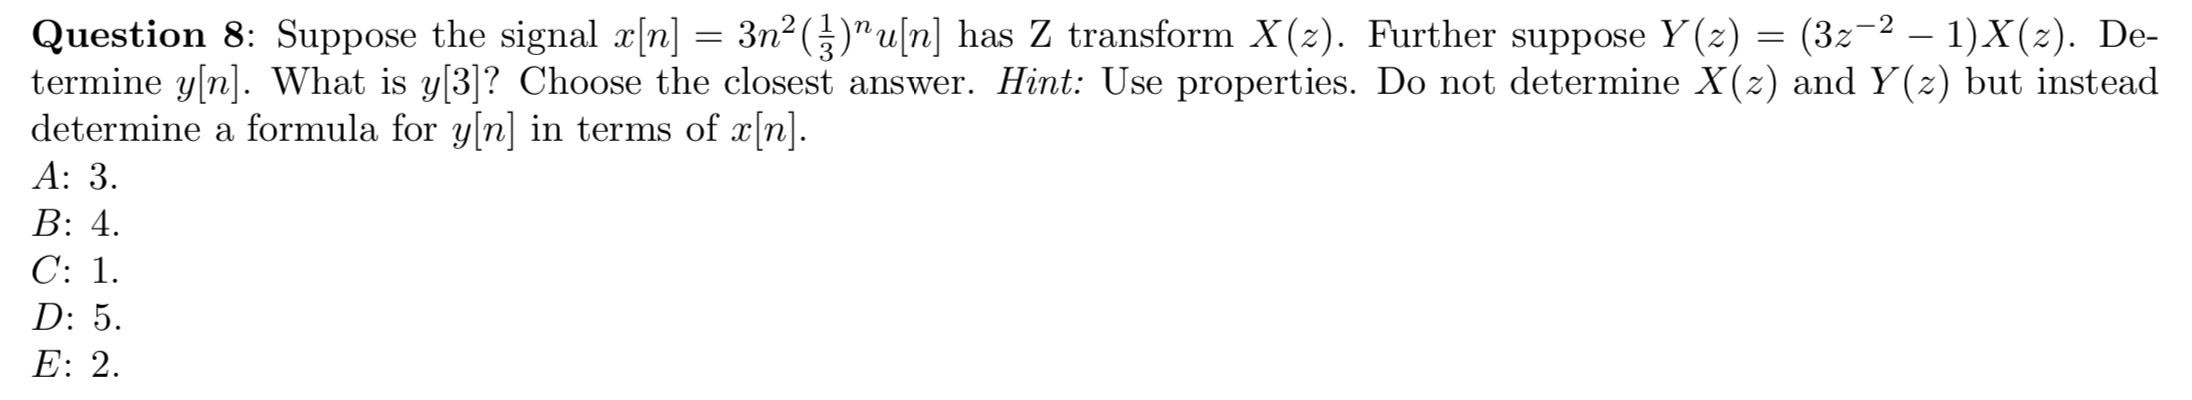 Question 8: Suppose the signal x[n] = 3n²(1/3)ⁿu[n] has Z transform X(z). Further suppose Y(z) = (3z⁻² − 1)X(z). De-
termine y[n]. What is y[3]? Choose the closest answer. Hint: Use properties. Do not determine X(z) and Y(z) but instead
determine a formula for y[n] in terms of x[n].
A: 3.
B: 4.
C: 1.
D: 5.
E: 2.